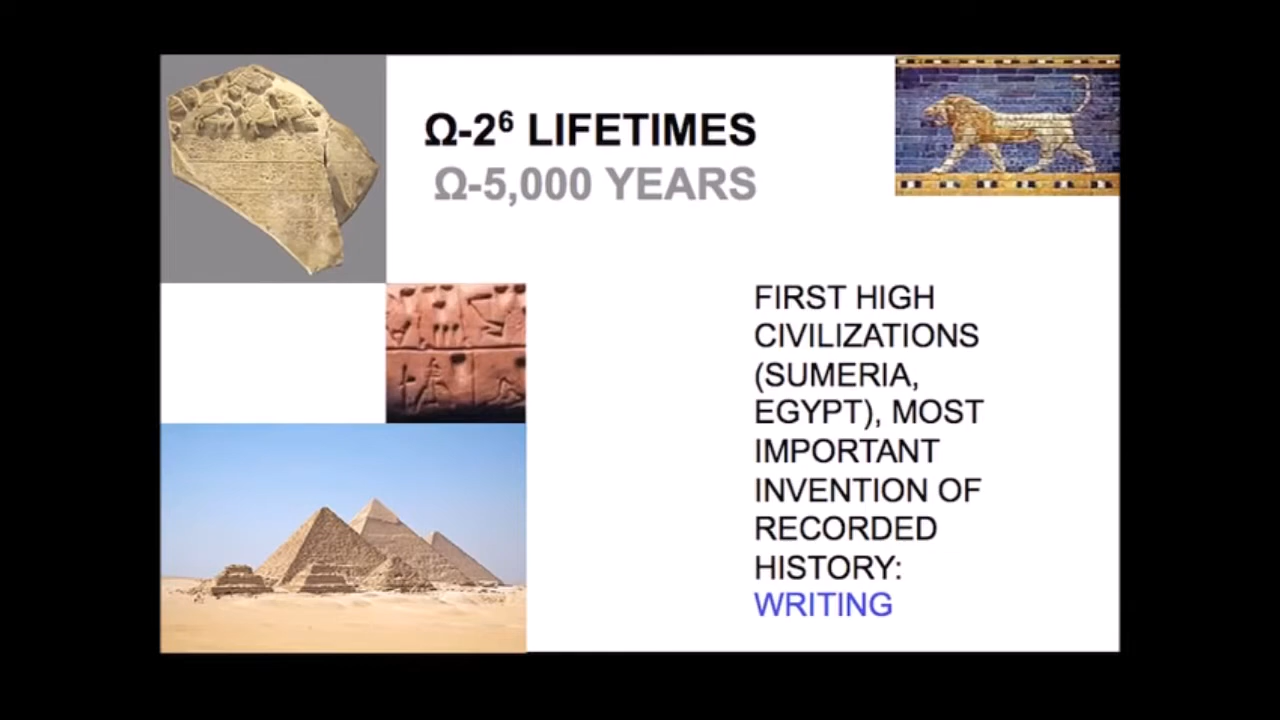 Ω-2⁶ LIFETIMES
Ω-5,000 YEARS
FIRST HIGH
CIVILIZATIONS
(SUMERIA,
EGYPT), MOST
IMPORTANT
INVENTION OF
RECORDED
HISTORY:
WRITING